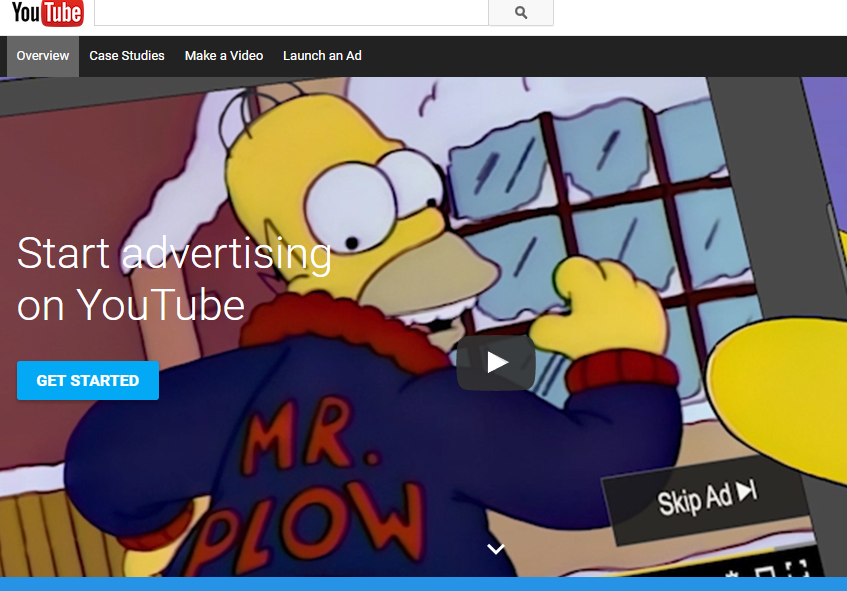 YouTube
Overview Case Studies Make a Video Launch an Ad
Start advertising
on YouTube
GET STARTED
MR.
PLOW
Skip Ad